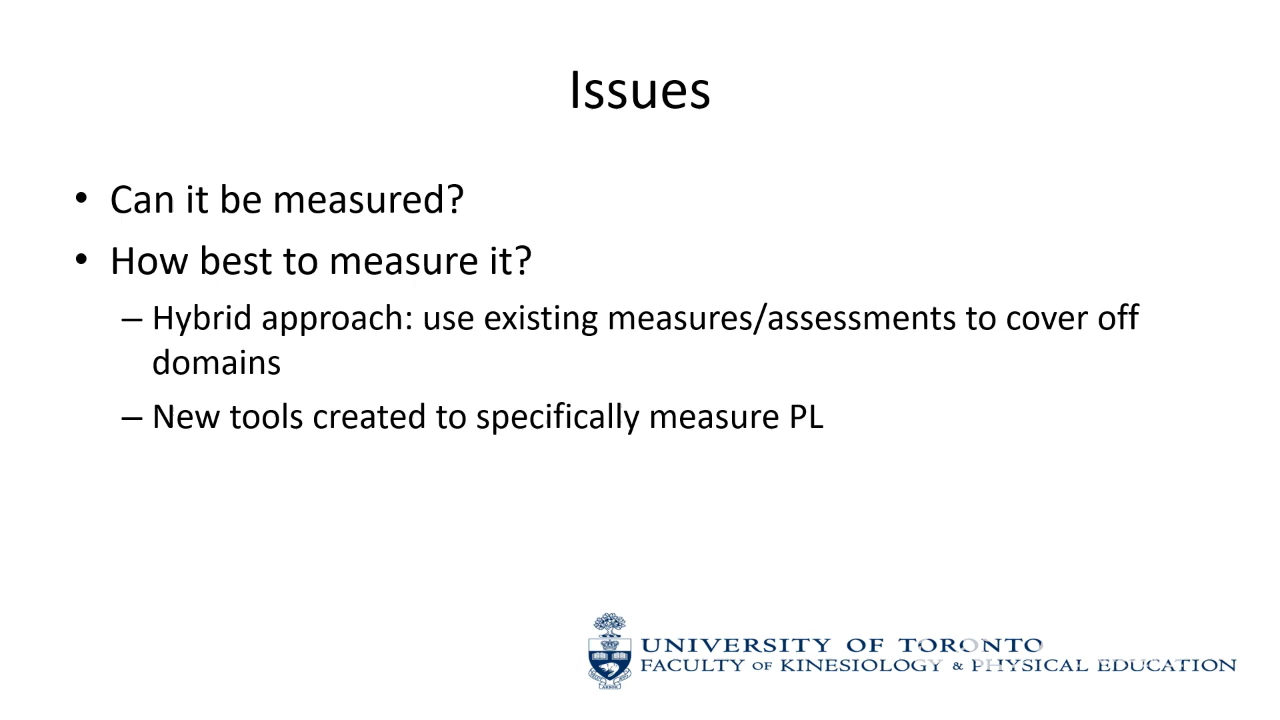 Issues
• Can it be measured?
• How best to measure it?
– Hybrid approach: use existing measures/assessments to cover off
domains
– New tools created to specifically measure PL
UNIVERSITY OF TORONTO
FACULTY OF KINESIOLOGY & PHYSICAL EDUCATION